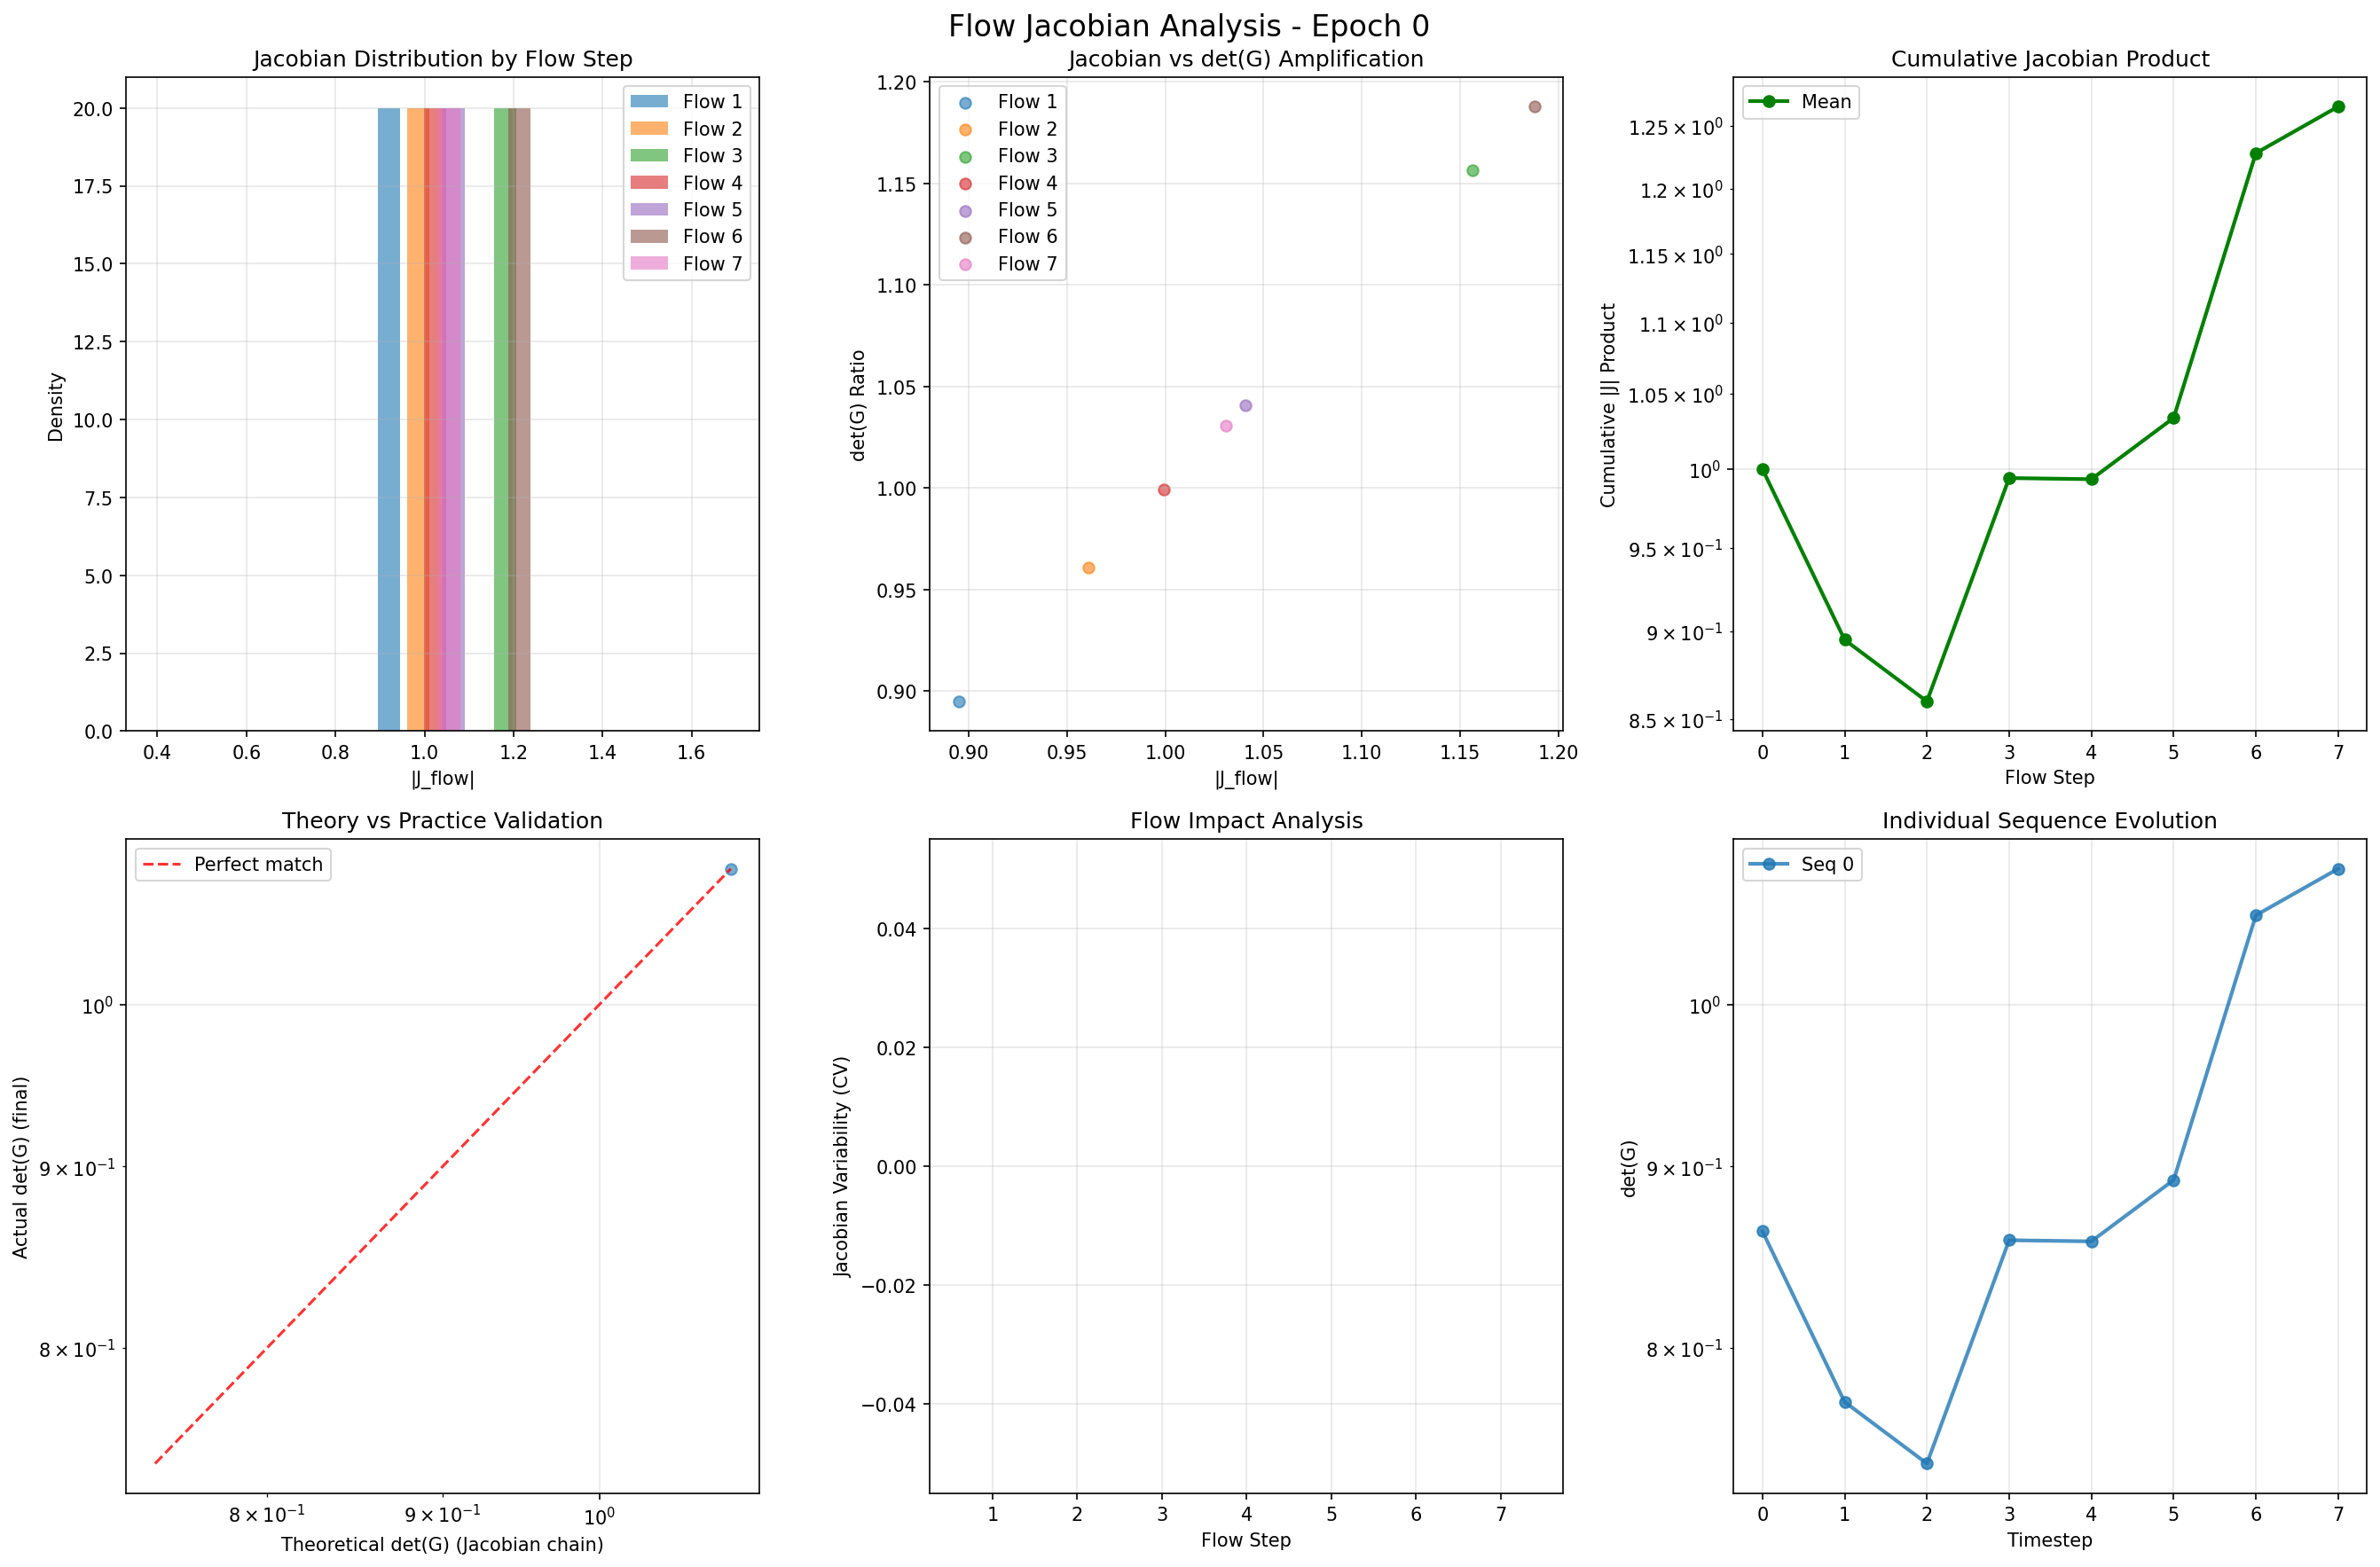 Flow Jacobian Analysis - Epoch 0
Jacobian Distribution by Flow Step
20.0
17.5
15.0
12.5
10.0
7.5
5.0
2.5
0.0
Density
0.4 0.6 0.8 1.0 1.2 1.4 1.6
|J_flow|
Flow 1
Flow 2
Flow 3
Flow 4
Flow 5
Flow 6
Flow 7
Jacobian vs det(G) Amplification
1.20
1.15
1.10
1.05
1.00
0.95
0.90
det(G) Ratio
0.90 0.95 1.00 1.05 1.10 1.15 1.20
|J_flow|
Flow 1
Flow 2
Flow 3
Flow 4
Flow 5
Flow 6
Flow 7
Cumulative Jacobian Product
1.25 × 10⁰
1.2 × 10⁰
1.15 × 10⁰
1.1 × 10⁰
1.05 × 10⁰
10⁰
9.5 × 10⁻¹
9 × 10⁻¹
8.5 × 10⁻¹
Cumulative |J| Product
0 1 2 3 4 5 6 7
Flow Step
Mean
Theory vs Practice Validation
10⁰
9 × 10⁻¹
8 × 10⁻¹
Actual det(G) (final)
8 × 10⁻¹ 9 × 10⁻¹ 10⁰
Theoretical det(G) (Jacobian chain)
Perfect match
Flow Impact Analysis
0.04
0.02
0.00
−0.02
−0.04
Jacobian Variability (CV)
1 2 3 4 5 6 7
Flow Step
Individual Sequence Evolution
10⁰
9 × 10⁻¹
8 × 10⁻¹
det(G)
0 1 2 3 4 5 6 7
Timestep
Seq 0